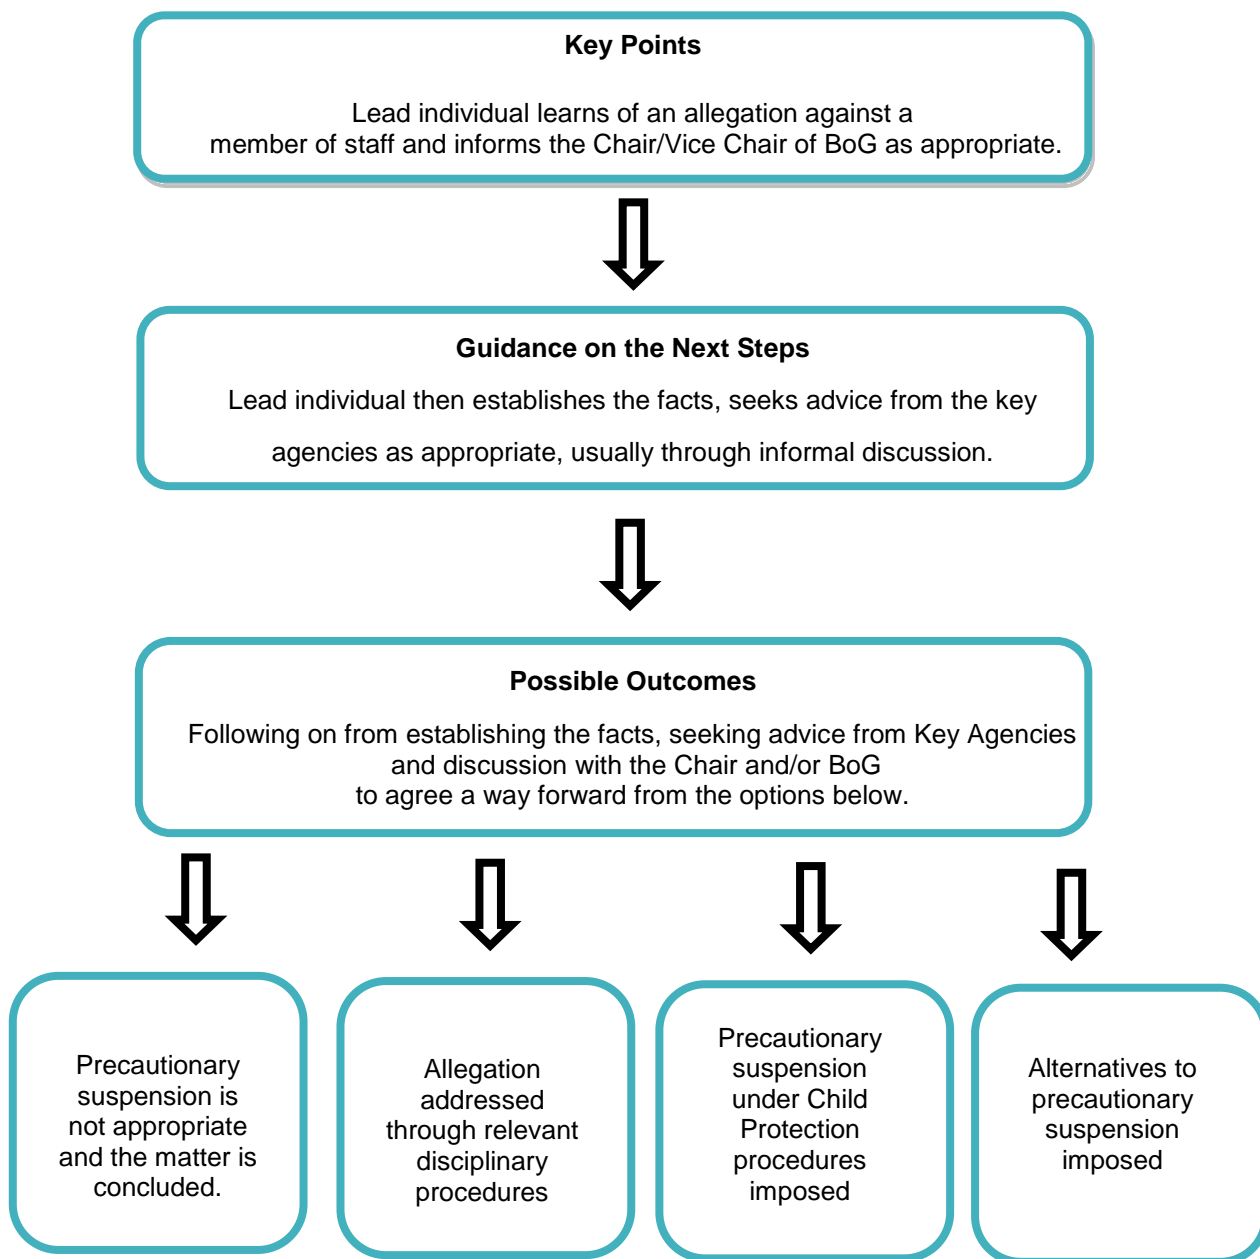 Key Points
Lead individual learns of an allegation against a
member of staff and informs the Chair/Vice Chair of BoG as appropriate.
Guidance on the Next Steps
Lead individual then establishes the facts, seeks advice from the key
agencies as appropriate, usually through informal discussion.
Possible Outcomes
Following on from establishing the facts, seeking advice from Key Agencies
and discussion with the Chair and/or BoG
to agree a way forward from the options below.
Precautionary
suspension is
not appropriate
and the matter is
concluded.
Allegation
addressed
through relevant
disciplinary
procedures
Precautionary
suspension
under Child
Protection
procedures
imposed
Alternatives to
precautionary
suspension
imposed